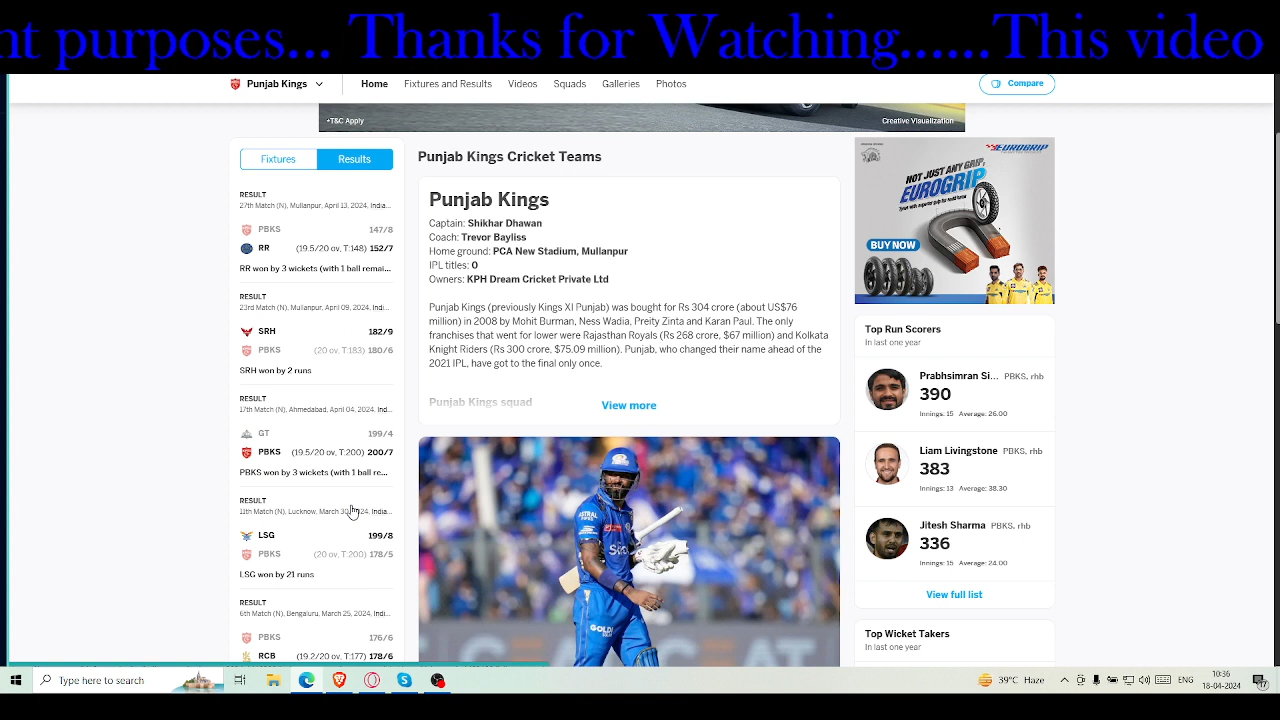 nt purposes... Thanks for Watching......This video
Punjab Kings
Home
Fixtures and Results
Videos
Squads
Galleries
Photos
Compare
+T&C Apply
Creative Visualization
Fixtures
Results
RESULT
27th Match (N), Mullanpur, April 13, 2024, India...
PBKS 147/8
RR (19.5/20 ov, T:148) 152/7
RR won by 3 wickets (with 1 ball remai...
RESULT
23rd Match (N), Mullanpur, April 09, 2024, Indi...
SRH 182/9
PBKS (20 ov, T:183) 180/6
SRH won by 2 runs
RESULT
17th Match (N), Ahmedabad, April 04, 2024, Ind...
GT 199/4
PBKS (19.5/20 ov, T:200) 200/7
PBKS won by 3 wickets (with 1 ball re...
RESULT
11th Match (N), Lucknow, March 30, 2024, India...
LSG 199/8
PBKS (20 ov, T:200) 178/5
LSG won by 21 runs
RESULT
6th Match (N), Bengaluru, March 25, 2024, Indi...
PBKS 176/6
RCB (19.2/20 ov, T:177) 178/6
Punjab Kings Cricket Teams
Punjab Kings
Captain: Shikhar Dhawan
Coach: Trevor Bayliss
Home ground: PCA New Stadium, Mullanpur
IPL titles: 0
Owners: KPH Dream Cricket Private Ltd
Punjab Kings (previously Kings XI Punjab) was bought for Rs 304 crore (about US$76
million) in 2008 by Mohit Burman, Ness Wadia, Preity Zinta and Karan Paul. The only
franchises that went for lower were Rajasthan Royals (Rs 268 crore, $67 million) and Kolkata
Knight Riders (Rs 300 crore, $75.09 million). Punjab, who changed their name ahead of the
2021 IPL, have got to the final only once.
Punjab Kings squad
View more
ASTRAL
PIPES
GOLDI
EUROGRIP
NOT JUST ANY GRIP,
EUROGRIP
BUY NOW
Top Run Scorers
In last one year
Prabhsimran Si... PBKS, rhb
390
Innings: 15 Average: 26.00
Liam Livingstone PBKS, rhb
383
Innings: 13 Average: 38.30
Jitesh Sharma PBKS, rhb
336
Innings: 15 Average: 24.00
View full list
Top Wicket Takers
In last one year
Type here to search
39°C Haze
ENG
10:36
18-04-2024